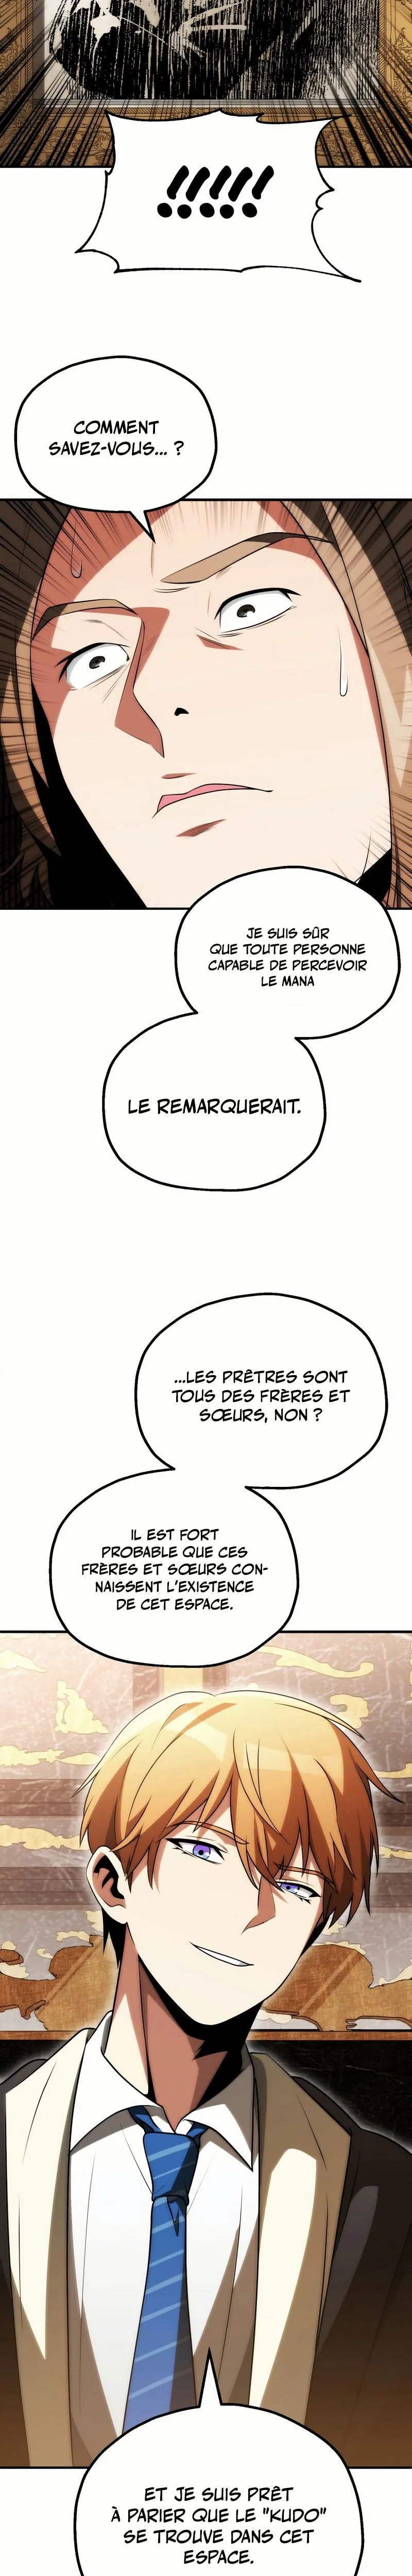 !!!!!
COMMENT
SAVEZ-VOUS... ?
JE SUIS SÛR
QUE TOUTE PERSONNE
CAPABLE DE PERCEVOIR
LE MANA
LE REMARQUERAIT.
...LES PRÊTRES SONT
TOUS DES FRÈRES ET
SŒURS, NON ?
IL EST FORT
PROBABLE QUE CES
FRÈRES ET SŒURS CON-
NAISSENT L'EXISTENCE
DE CET ESPACE.
ET JE SUIS PRÊT
À PARIER QUE LE "KUDO"
SE TROUVE DANS CET
ESPACE.